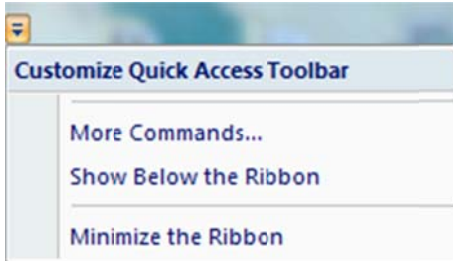 Customize Quick Access Toolbar
More Commands...
Show Below the Ribbon
Minimize the Ribbon